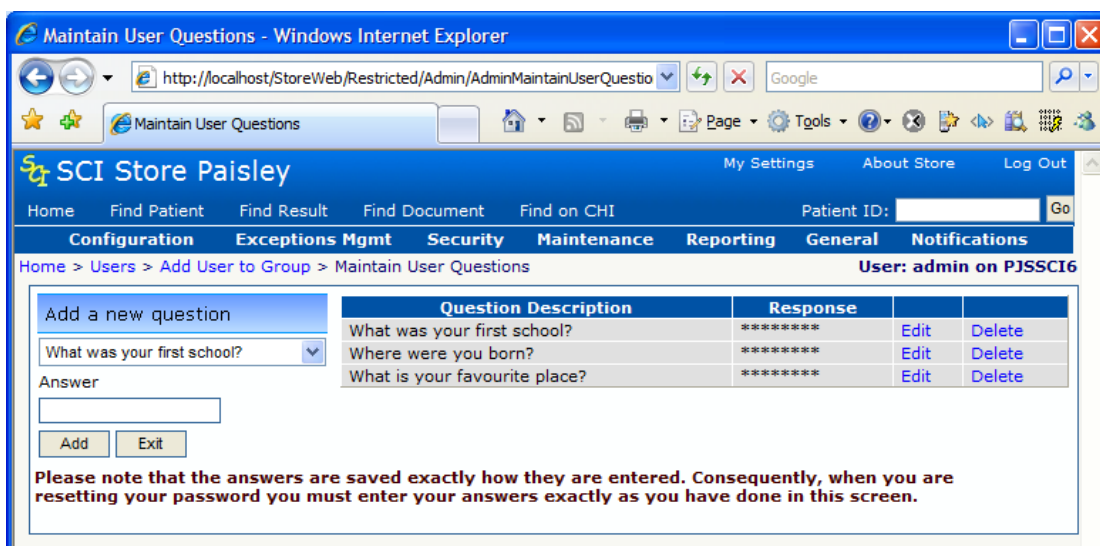 Maintain User Questions - Windows Internet Explorer
http://localhost/StoreWeb/Restricted/Admin/AdminMaintainUserQuestio
Google
Maintain User Questions
Page
Tools
SCI Store Paisley
My Settings About Store Log Out
Home Find Patient Find Result Find Document Find on CHI Patient ID: Go
Configuration Exceptions Mgmt Security Maintenance Reporting General Notifications
Home > Users > Add User to Group > Maintain User Questions User: admin on PJSSCI6
Add a new question
What was your first school?
Answer
Add Exit
Question Description Response
What was your first school? ******** Edit Delete
Where were you born? ******** Edit Delete
What is your favourite place? ******** Edit Delete
Please note that the answers are saved exactly how they are entered. Consequently, when you are
resetting your password you must enter your answers exactly as you have done in this screen.